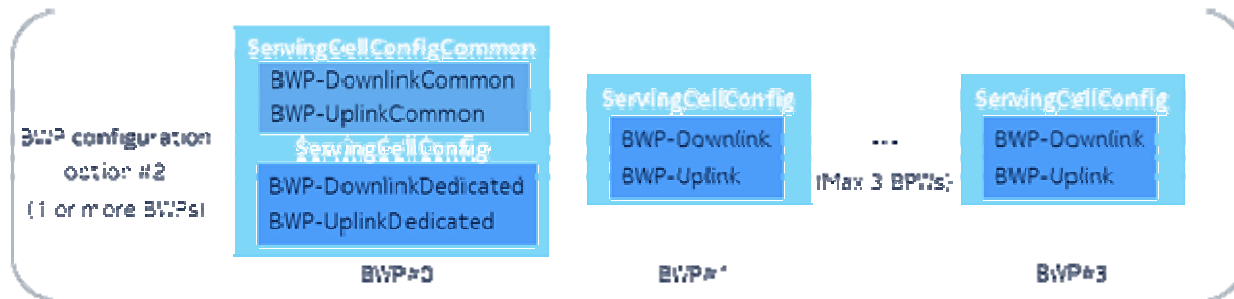 BWP configuration
option #2
(1 or more BWPs)
ServingCellConfigCommon
BWP-DownlinkCommon
BWP-UplinkCommon
ServingCellConfig
BWP-DownlinkDedicated
BWP-UplinkDedicated
BWP#0
ServingCellConfig
BWP-Downlink
BWP-Uplink
BWP#1
...
(Max 3 BPWs)
ServingCellConfig
BWP-Downlink
BWP-Uplink
BWP#3